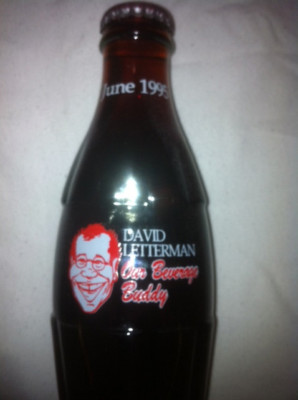 June 1995
DAVID
LETTERMAN
Our Beverage
Buddy